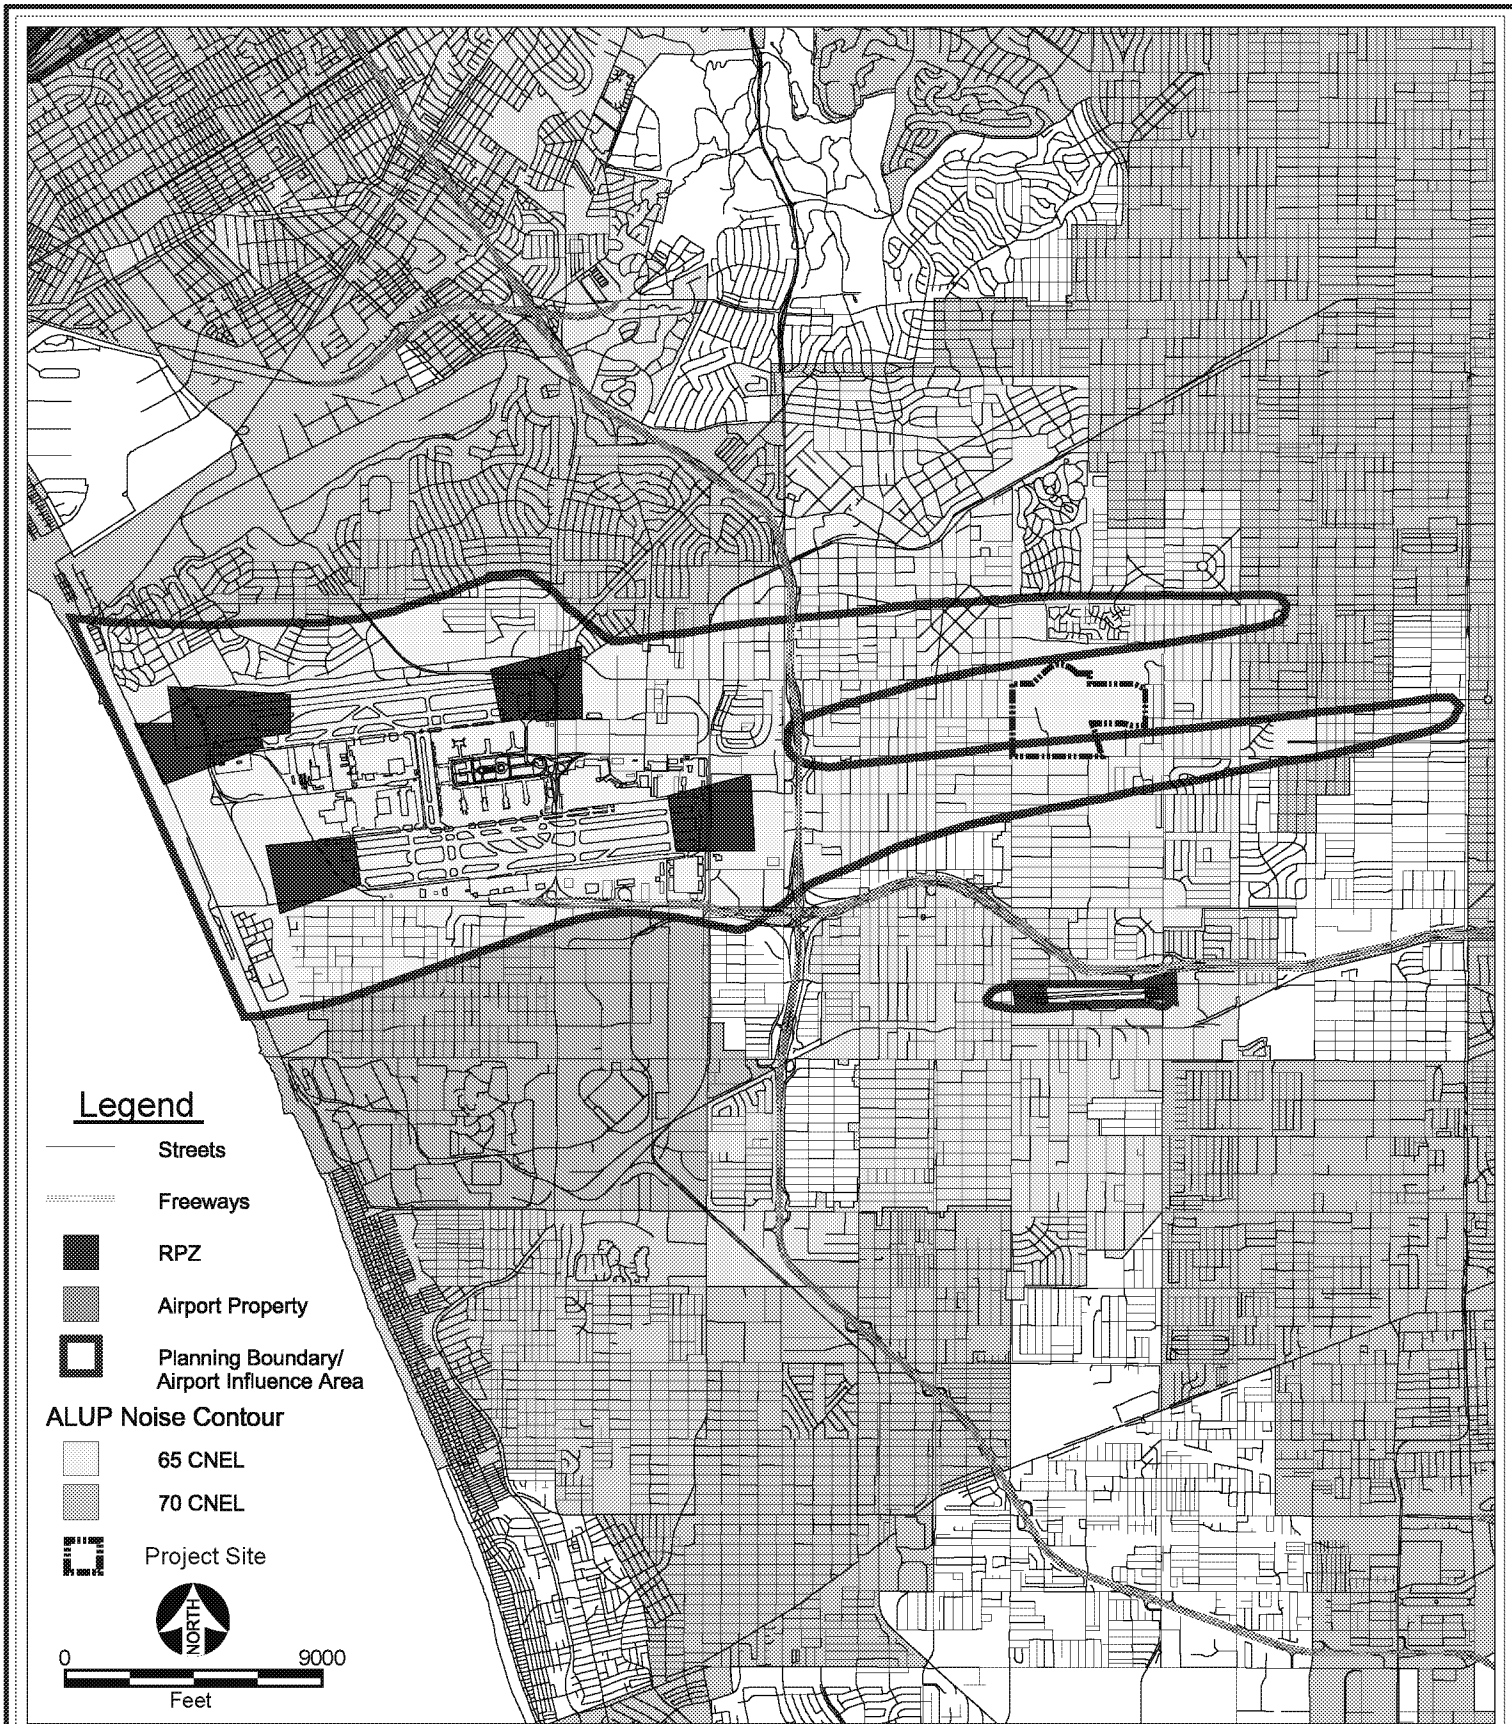 Legend
Streets
Freeways
RPZ
Airport Property
Planning Boundary/
Airport Influence Area
ALUP Noise Contour
65 CNEL
70 CNEL
Project Site
NORTH
0 9000
Feet